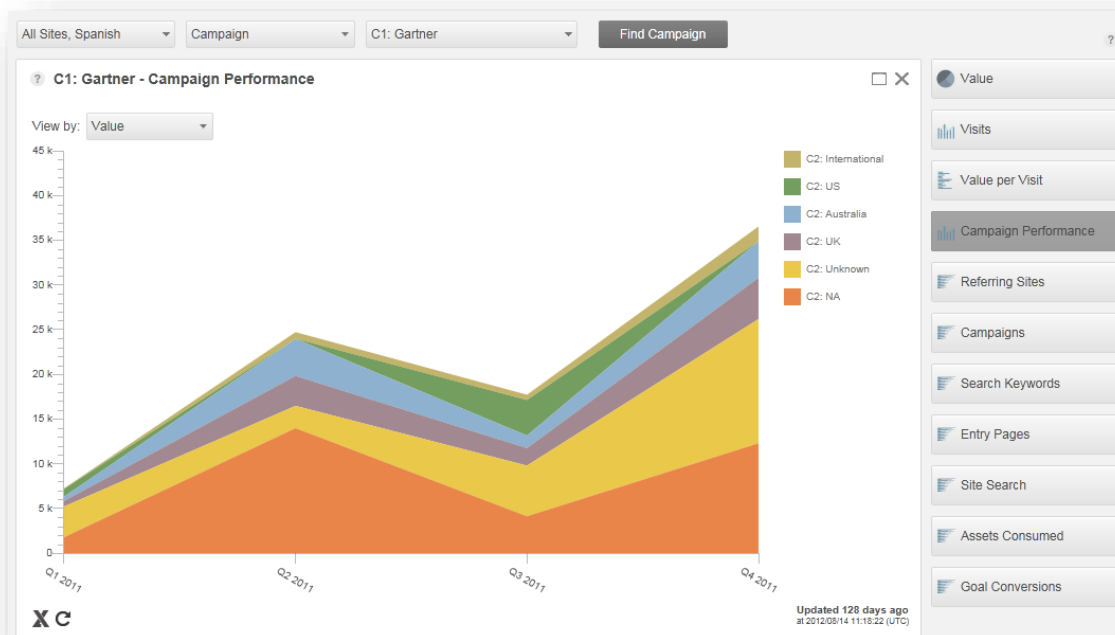 All Sites, Spanish
Campaign
C1: Gartner
Find Campaign
?
? C1: Gartner - Campaign Performance
View by: Value
45 k
40 k
35 k
30 k
25 k
20 k
15 k
10 k
5 k
0
Q1 2011
Q2 2011
Q3 2011
Q4 2011
C2: International
C2: US
C2: Australia
C2: UK
C2: Unknown
C2: NA
Updated 128 days ago
at 2012/08/14 11:18:22 (UTC)
Value
Visits
Value per Visit
Campaign Performance
Referring Sites
Campaigns
Search Keywords
Entry Pages
Site Search
Assets Consumed
Goal Conversions